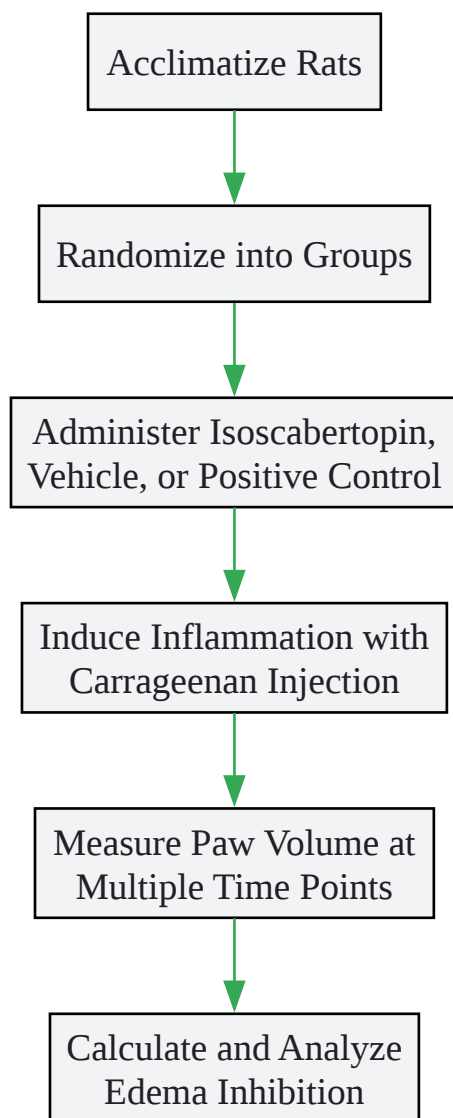 Acclimatize Rats
Randomize into Groups
Administer Isoscabertopin,
Vehicle, or Positive Control
Induce Inflammation with
Carrageenan Injection
Measure Paw Volume at
Multiple Time Points
Calculate and Analyze
Edema Inhibition